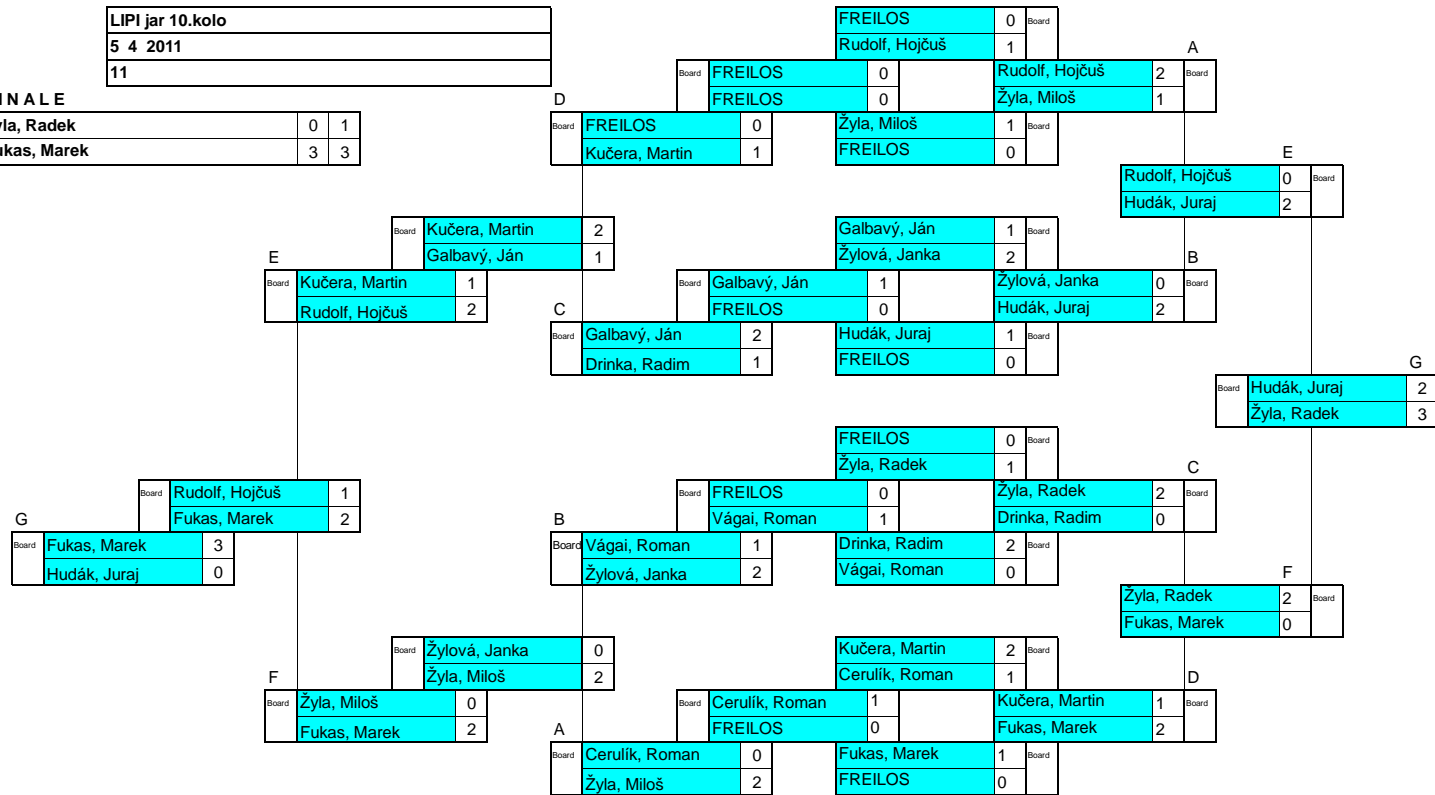 LIPI jar 10.kolo
5 4 2011
11
N A L E
yla, Radek 0 1
ukas, Marek 3 3
FREILOS 0 Board
Rudolf, Hojčuš 1
A
Board FREILOS 0
FREILOS 0
Rudolf, Hojčuš 2 Board
Žyla, Miloš 1
D
Board FREILOS 0
Kučera, Martin 1
Žyla, Miloš 1 Board
FREILOS 0
E
Rudolf, Hojčuš 0 Board
Hudák, Juraj 2
Board Kučera, Martin 2
Galbavý, Ján 1
Galbavý, Ján 1 Board
Žylová, Janka 2
E
B
Board Kučera, Martin 1
Rudolf, Hojčuš 2
Board Galbavý, Ján 1
FREILOS 0
Žylová, Janka 0 Board
Hudák, Juraj 2
C
Board Galbavý, Ján 2
Drinka, Radim 1
Hudák, Juraj 1 Board
FREILOS 0
G
Board Hudák, Juraj 2
Žyla, Radek 3
FREILOS 0 Board
Žyla, Radek 1
C
Board Rudolf, Hojčuš 1
Fukas, Marek 2
Board FREILOS 0
Vágai, Roman 1
Žyla, Radek 2 Board
Drinka, Radim 0
G
B
Board Fukas, Marek 3
Hudák, Juraj 0
Board Vágai, Roman 1
Žylová, Janka 2
Drinka, Radim 2 Board
Vágai, Roman 0
F
Žyla, Radek 2 Board
Fukas, Marek 0
Board Žylová, Janka 0
Žyla, Miloš 2
Kučera, Martin 2 Board
Cerulík, Roman 1
F
D
Board Žyla, Miloš 0
Fukas, Marek 2
Board Cerulík, Roman 1
FREILOS 0
Kučera, Martin 1 Board
Fukas, Marek 2
A
Board Cerulík, Roman 0
Žyla, Miloš 2
Fukas, Marek 1 Board
FREILOS 0